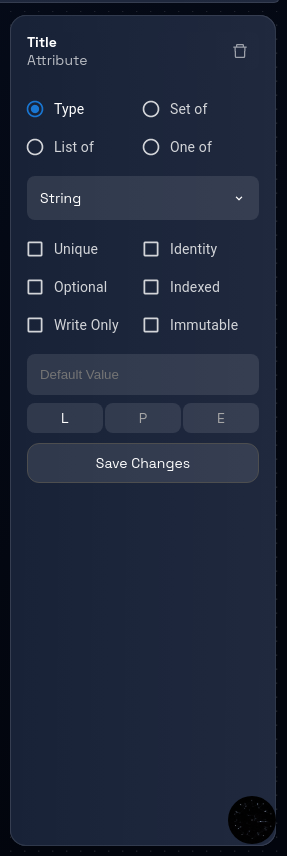 Title
Attribute
Type
Set of
List of
One of
String
Unique
Identity
Optional
Indexed
Write Only
Immutable
Default Value
L
P
E
Save Changes